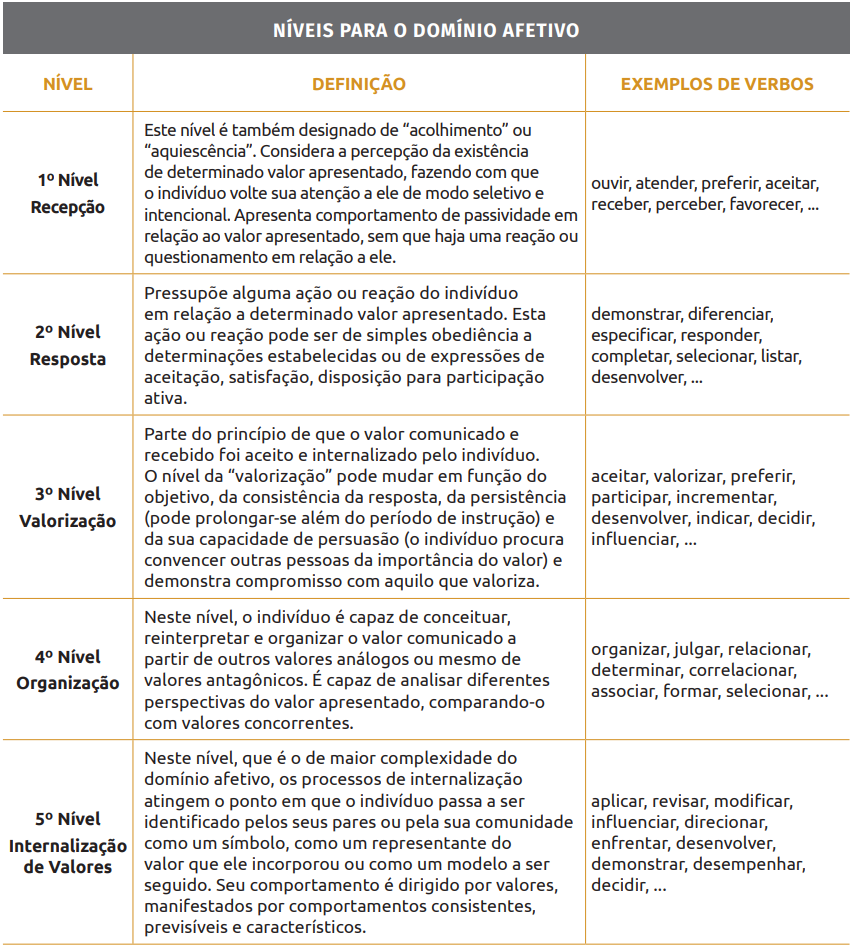 NÍVEIS PARA O DOMÍNIO AFETIVO
NÍVEL
DEFINIÇÃO
EXEMPLOS DE VERBOS
1º Nível
Recepção
Este nível é também designado de “acolhimento” ou
“aquiescência”. Considera a percepção da existência
de determinado valor apresentado, fazendo com que
o indivíduo volte sua atenção a ele de modo seletivo e
intencional. Apresenta comportamento de passividade em
relação ao valor apresentado, sem que haja uma reação ou
questionamento em relação a ele.
ouvir, atender, preferir, aceitar,
receber, perceber, favorecer, ...
2º Nível
Resposta
Pressupõe alguma ação ou reação do indivíduo
em relação a determinado valor apresentado. Esta
ação ou reação pode ser de simples obediência a
determinações estabelecidas ou de expressões de
aceitação, satisfação, disposição para participação
ativa.
demonstrar, diferenciar,
especificar, responder,
completar, selecionar, listar,
desenvolver, ...
3º Nível
Valorização
Parte do princípio de que o valor comunicado e
recebido foi aceito e internalizado pelo indivíduo.
O nível da “valorização” pode mudar em função do
objetivo, da consistência da resposta, da persistência
(pode prolongar-se além do período de instrução) e
da sua capacidade de persuasão (o indivíduo procura
convencer outras pessoas da importância do valor) e
demonstra compromisso com aquilo que valoriza.
aceitar, valorizar, preferir,
participar, incrementar,
desenvolver, indicar, decidir,
influenciar, ...
4º Nível
Organização
Neste nível, o indivíduo é capaz de conceituar,
reinterpretar e organizar o valor comunicado a
partir de outros valores análogos ou mesmo de
valores antagônicos. É capaz de analisar diferentes
perspectivas do valor apresentado, comparando-o
com valores concorrentes.
organizar, julgar, relacionar,
determinar, correlacionar,
associar, formar, selecionar, ...
5º Nível
Internalização
de Valores
Neste nível, que é o de maior complexidade do
domínio afetivo, os processos de internalização
atingem o ponto em que o indivíduo passa a ser
identificado pelos seus pares ou pela sua comunidade
como um símbolo, como um representante do
valor que ele incorporou ou como um modelo a ser
seguido. Seu comportamento é dirigido por valores,
manifestados por comportamentos consistentes,
previsíveis e característicos.
aplicar, revisar, modificar,
influenciar, direcionar,
enfrentar, desenvolver,
demonstrar, desempenhar,
decidir, ...